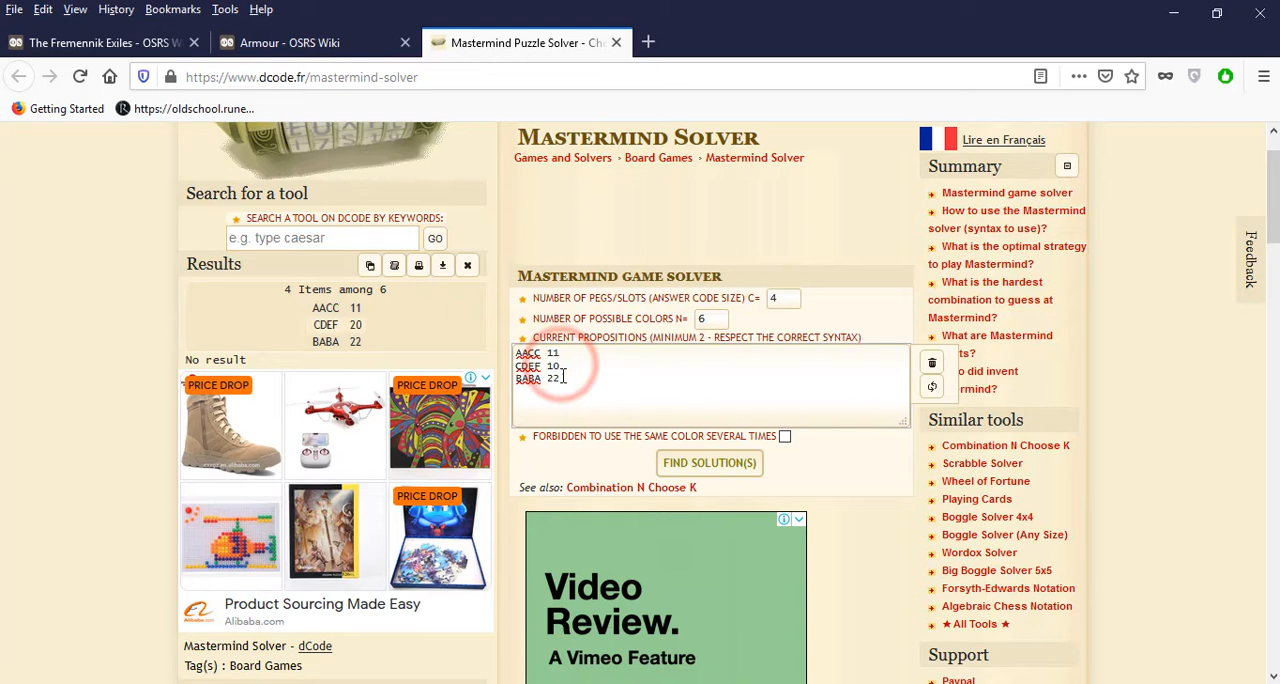 File Edit View History Bookmarks Tools Help
The Fremennik Exiles - OSRS W
Armour - OSRS Wiki
Mastermind Puzzle Solver - Ch
https://www.dcode.fr/mastermind-solver
Getting Started https://oldschool.rune...
Search for a tool
SEARCH A TOOL ON DCODE BY KEYWORDS:
e.g. type caesar GO
Results
4 Items among 6
AACC 11
CDEF 20
BABA 22
No result
PRICE DROP
PRICE DROP
PRICE DROP
Product Sourcing Made Easy
Alibaba.com
Mastermind Solver - dCode
Tag(s) : Board Games
MASTERMIND SOLVER
Games and Solvers › Board Games › Mastermind Solver
MASTERMIND GAME SOLVER
NUMBER OF PEGS/SLOTS (ANSWER CODE SIZE) C= 4
NUMBER OF POSSIBLE COLORS N= 6
CURRENT PROPOSITIONS (MINIMUM 2 - RESPECT THE CORRECT SYNTAX)
AACC 11
CDEF 10
BABA 22
FORBIDDEN TO USE THE SAME COLOR SEVERAL TIMES
FIND SOLUTION(S)
See also: Combination N Choose K
Video
Review.
A Vimeo Feature
Lire en Français
Summary
Mastermind game solver
How to use the Mastermind
solver (syntax to use)?
What is the optimal strategy
to play Mastermind?
What is the hardest
combination to guess at
Mastermind?
What are Mastermind
ts?
o did invent
rmind?
Similar tools
Combination N Choose K
Scrabble Solver
Wheel of Fortune
Playing Cards
Boggle Solver 4x4
Wordox Solver
Big Boggle Solver 5x5
Forsyth-Edwards Notation
Algebraic Chess Notation
★ All Tools ★
Support
Paypal
Feedback